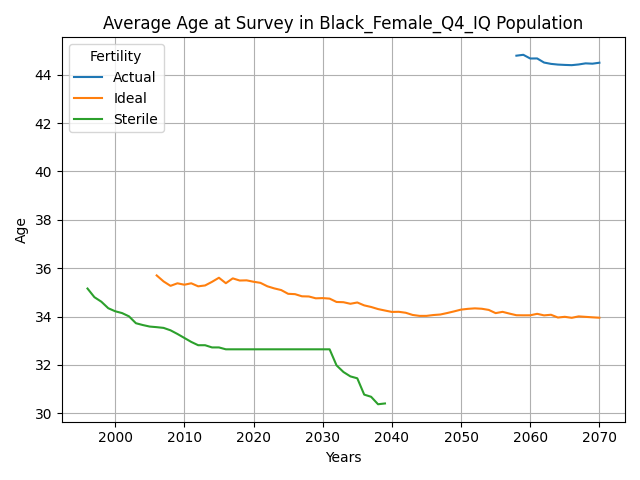 Average Age at Survey in Black_Female_Q4_IQ Population
Fertility
Actual
Ideal
Sterile
Age
44
42
40
38
36
34
32
30
2000 2010 2020 2030 2040 2050 2060 2070
Years